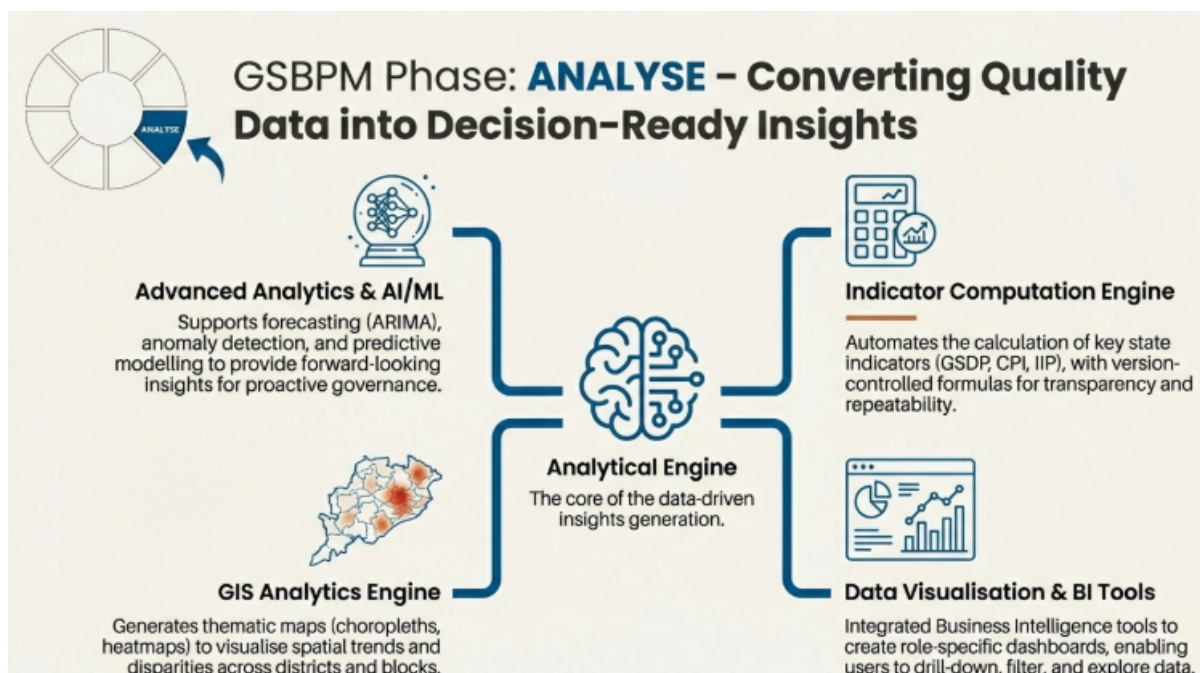 GSBPM Phase: ANALYSE – Converting Quality
Data into Decision-Ready Insights
ANALYSE
Advanced Analytics & AI/ML
Supports forecasting (ARIMA),
anomaly detection, and predictive
modelling to provide forward-looking
insights for proactive governance.
Indicator Computation Engine
Automates the calculation of key state
indicators (GSDP, CPI, IIP), with version-
controlled formulas for transparency and
repeatability.
Analytical Engine
The core of the data-driven
insights generation.
GIS Analytics Engine
Generates thematic maps (choropleths,
heatmaps) to visualise spatial trends and
disparities across districts and blocks.
Data Visualisation & BI Tools
Integrated Business Intelligence tools to
create role-specific dashboards, enabling
users to drill-down, filter, and explore data.